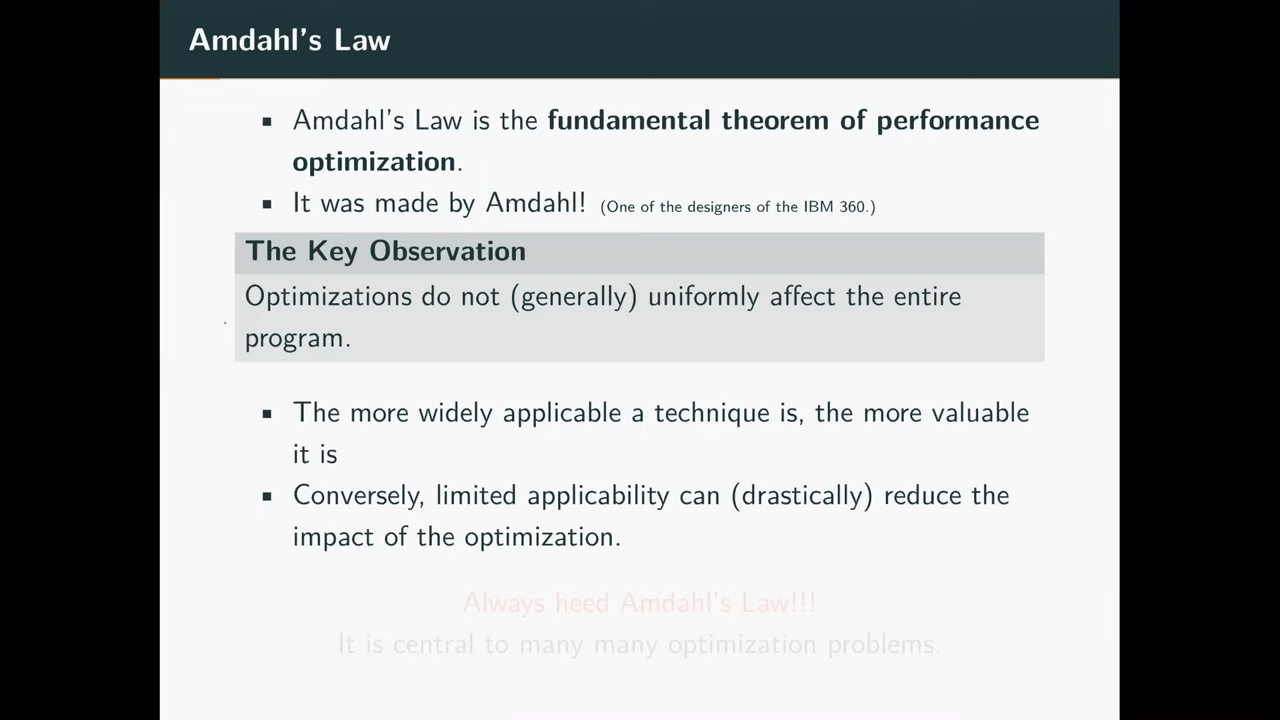 Amdahl's Law
▪ Amdahl's Law is the fundamental theorem of performance
optimization.
▪ It was made by Amdahl! (One of the designers of the IBM 360.)
The Key Observation
Optimizations do not (generally) uniformly affect the entire
program.
▪ The more widely applicable a technique is, the more valuable
it is
▪ Conversely, limited applicability can (drastically) reduce the
impact of the optimization.
Always heed Amdahl's Law!!!
It is central to many many optimization problems.